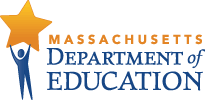 MASSACHUSETTS
DEPARTMENT of
EDUCATION